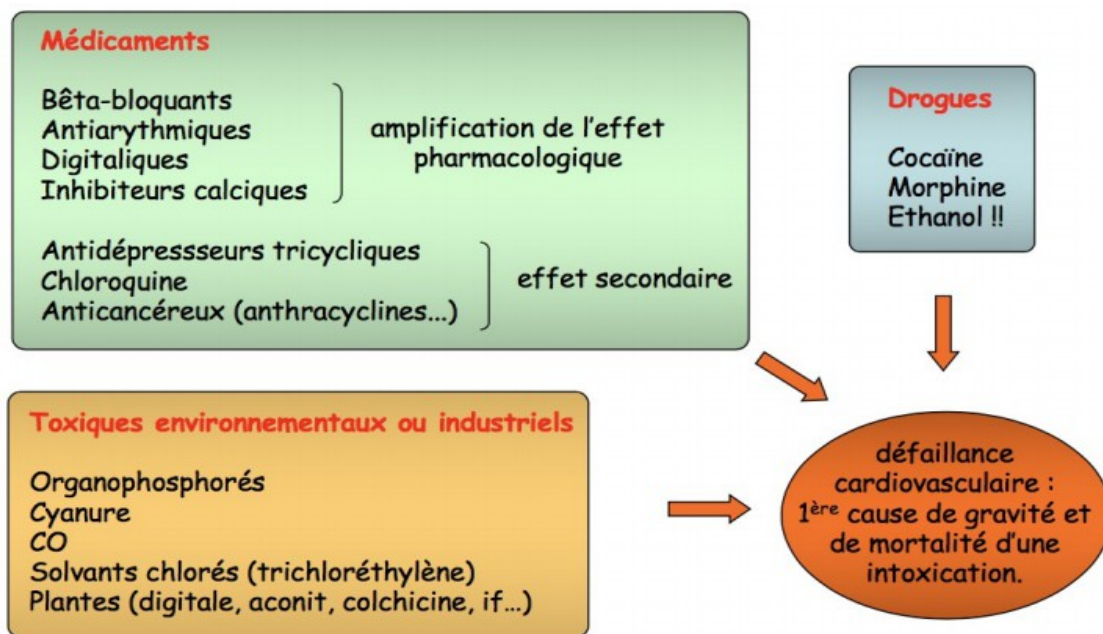 Médicaments
Bêta-bloquants
Antiarythmiques
Digitaliques
Inhibiteurs calciques
amplification de l'effet
pharmacologique
Antidépressseurs tricycliques
Chloroquine
Anticancéreux (anthracyclines...)
effet secondaire
Drogues
Cocaïne
Morphine
Ethanol !!
Toxiques environnementaux ou industriels
Organophosphorés
Cyanure
CO
Solvants chlorés (trichloréthylène)
Plantes (digitale, aconit, colchicine, if...)
défaillance
cardiovasculaire :
1ère cause de gravité et
de mortalité d'une
intoxication.